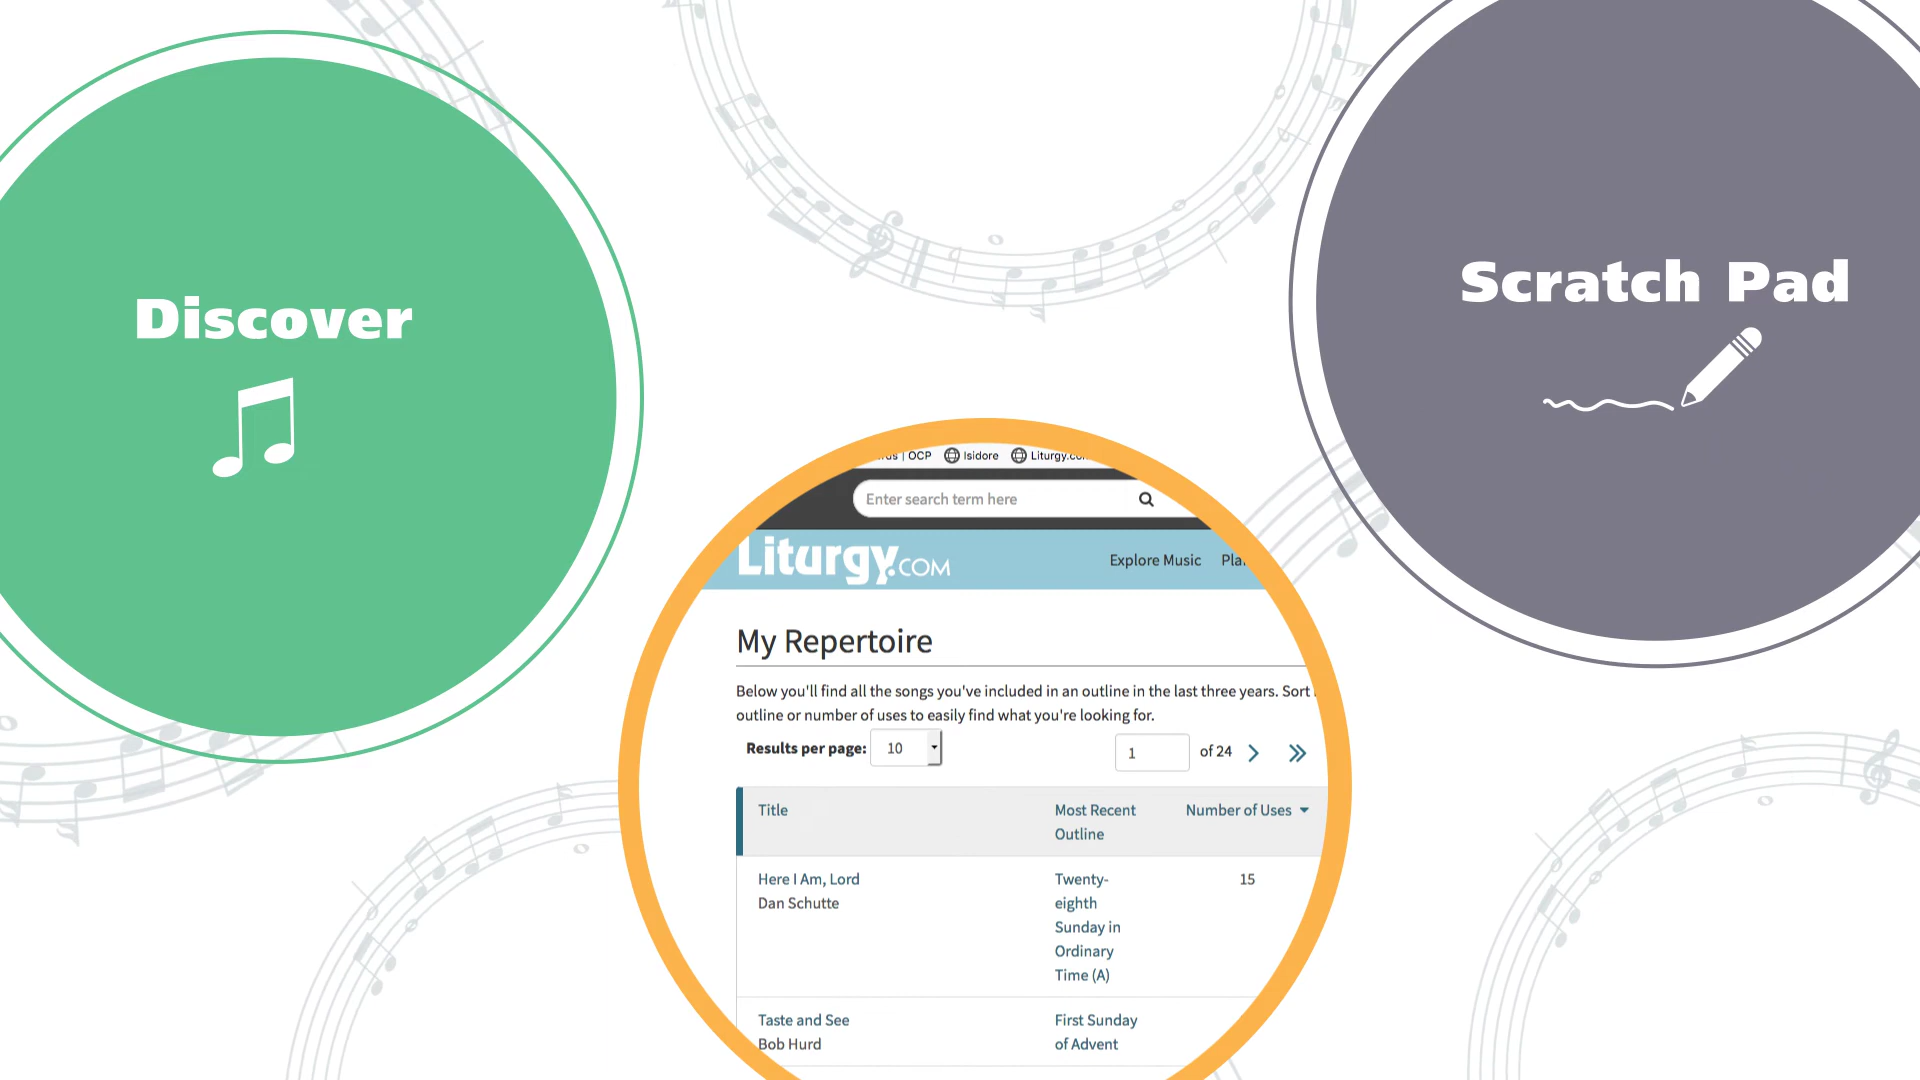 Discover
Scratch Pad
OCP Isidore
Enter search term here
Liturgy.COM
Explore Music
My Repertoire
Below you'll find all the songs you've included in an outline in the last three years. Sort
outline or number of uses to easily find what you're looking for.
Results per page: 10
1 of 24
Title
Most Recent
Outline
Number of Uses
Here I Am, Lord
Dan Schutte
Twenty-
eighth
Sunday in
Ordinary
Time (A)
15
Taste and See
Bob Hurd
First Sunday
of Advent